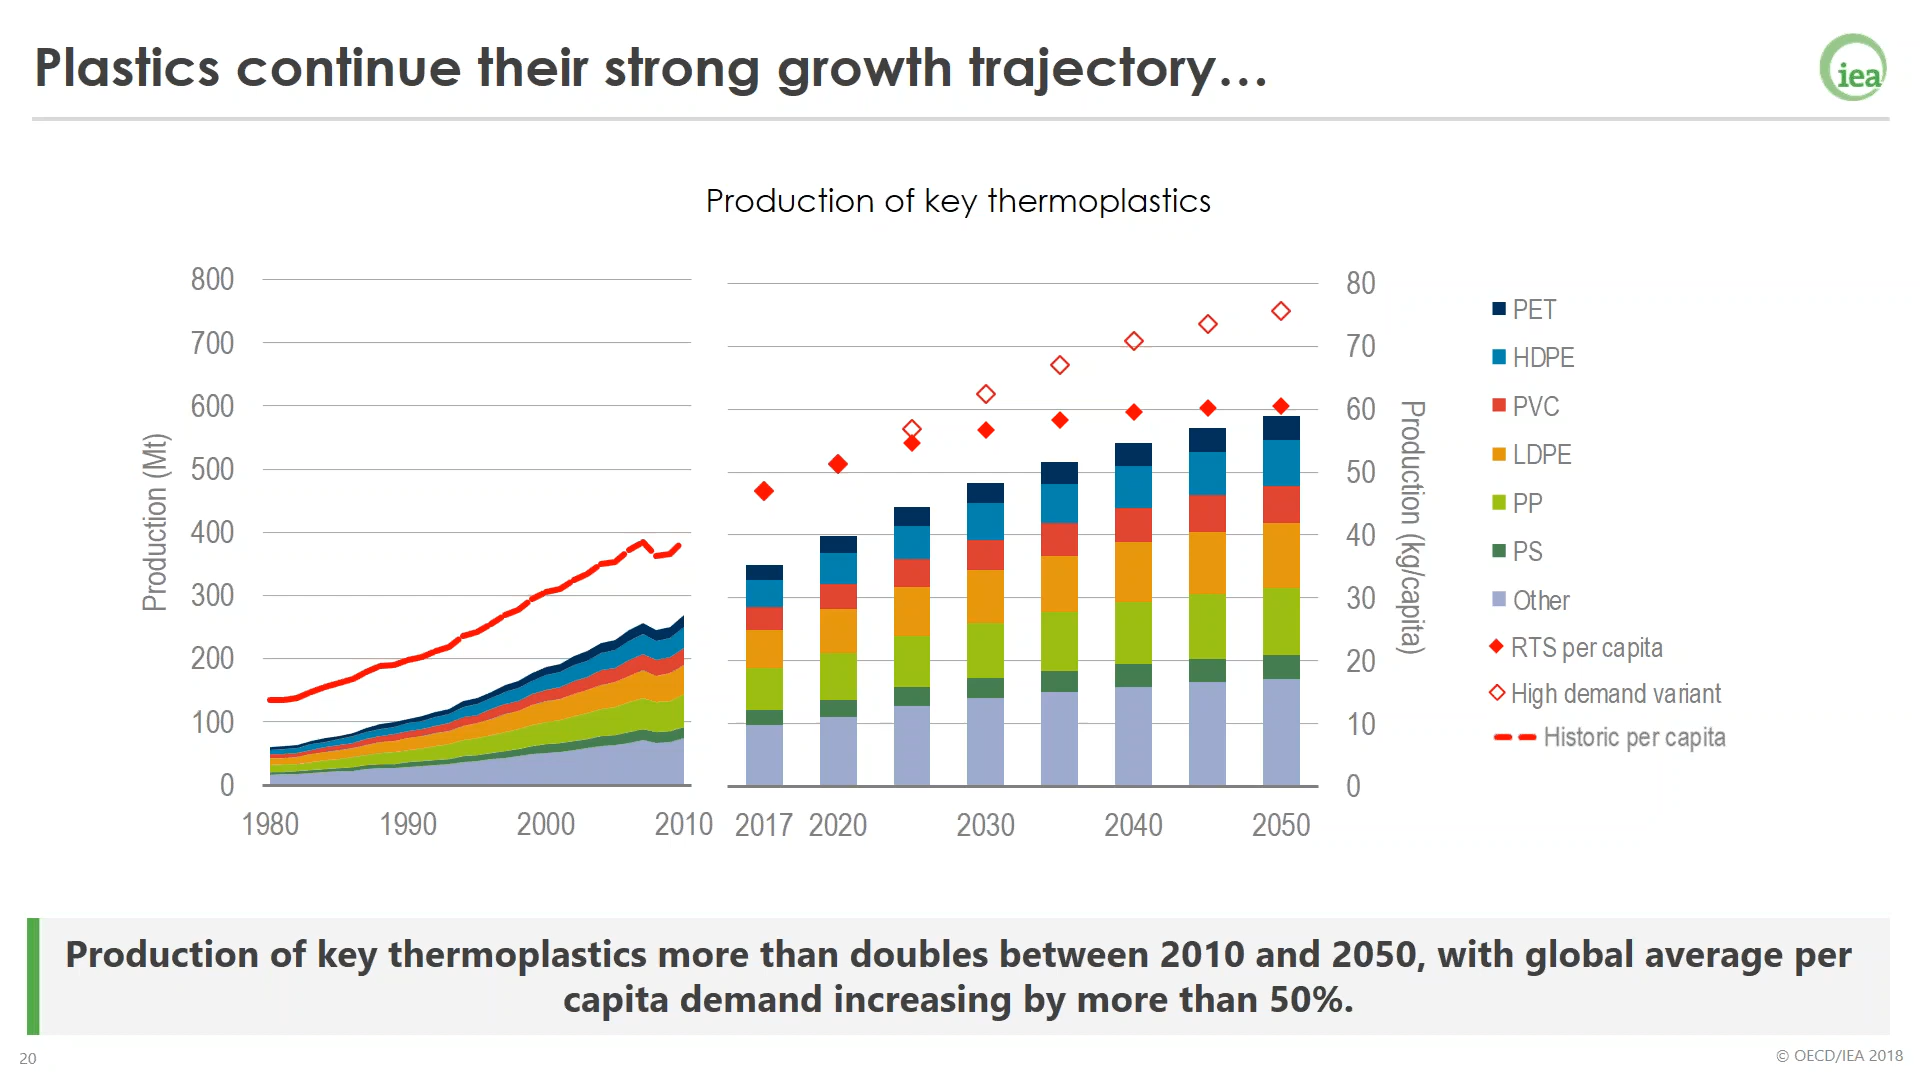 Plastics continue their strong growth trajectory…
iea
Production of key thermoplastics
Production (Mt)
800
700
600
500
400
300
200
100
0
1980 1990 2000 2010 2017 2020 2030 2040 2050
80
70
60
50
40
30
20
10
0
Production (kg/capita)
PET
HDPE
PVC
LDPE
PP
PS
Other
RTS per capita
High demand variant
Historic per capita
Production of key thermoplastics more than doubles between 2010 and 2050, with global average per
capita demand increasing by more than 50%.
20
© OECD/IEA 2018